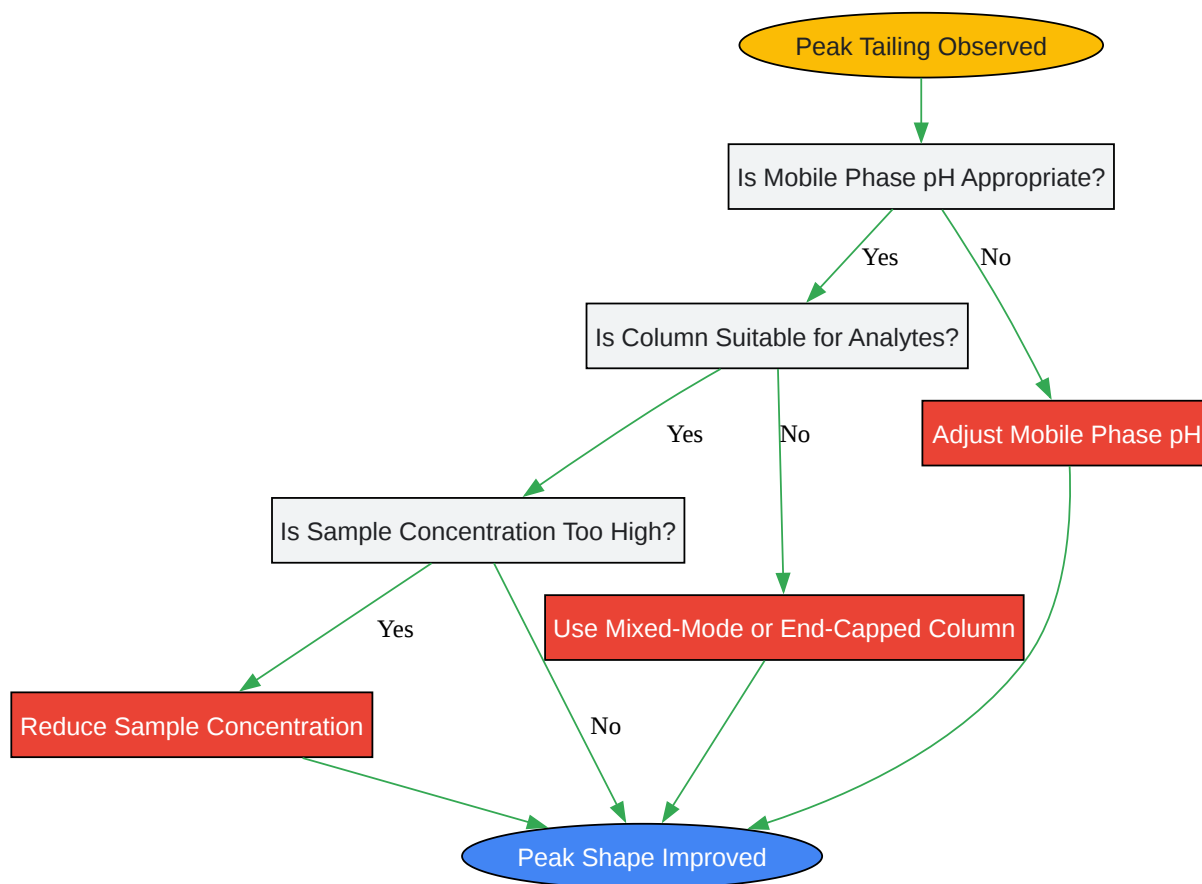 Peak Tailing Observed
Is Mobile Phase pH Appropriate?
Yes
No
Is Column Suitable for Analytes?
Yes
No
Adjust Mobile Phase pH
Is Sample Concentration Too High?
Yes
Use Mixed-Mode or End-Capped Column
Reduce Sample Concentration
No
Peak Shape Improved